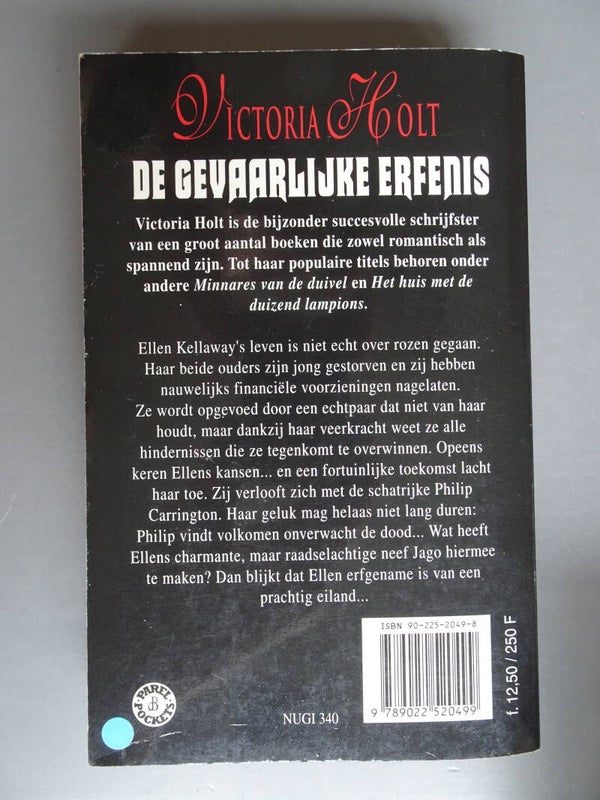 VICTORIA HOLT
DE GEVAARLIJKE ERFENIS
Victoria Holt is de bijzonder succesvolle schrijfster
van een groot aantal boeken die zowel romantisch als
spannend zijn. Tot haar populaire titels behoren onder
andere Minnares van de duivel en Het huis met de
duizend lampions.
Ellen Kellaway's leven is niet echt over rozen gegaan.
Haar beide ouders zijn jong gestorven en zij hebben
nauwelijks financiële voorzieningen nagelaten.
Ze wordt opgevoed door een echtpaar dat niet van haar
houdt, maar dankzij haar veerkracht weet ze alle
hindernissen die ze tegenkomt te overwinnen. Opeens
keren Ellens kansen... en een fortuinlijke toekomst lacht
haar toe. Zij verlooft zich met de schatrijke Philip
Carrington. Haar geluk mag helaas niet lang duren:
Philip vindt volkomen onverwacht de dood... Wat heeft
Ellens charmante, maar raadselachtige neef Jago hiermee
te maken? Dan blijkt dat Ellen erfgename is van een
prachtig eiland...
ISBN 90-225-2049-8
9 789022 520499
f. 12,50 / 250 F
PAREL
B
POCKETS
NUGI 340